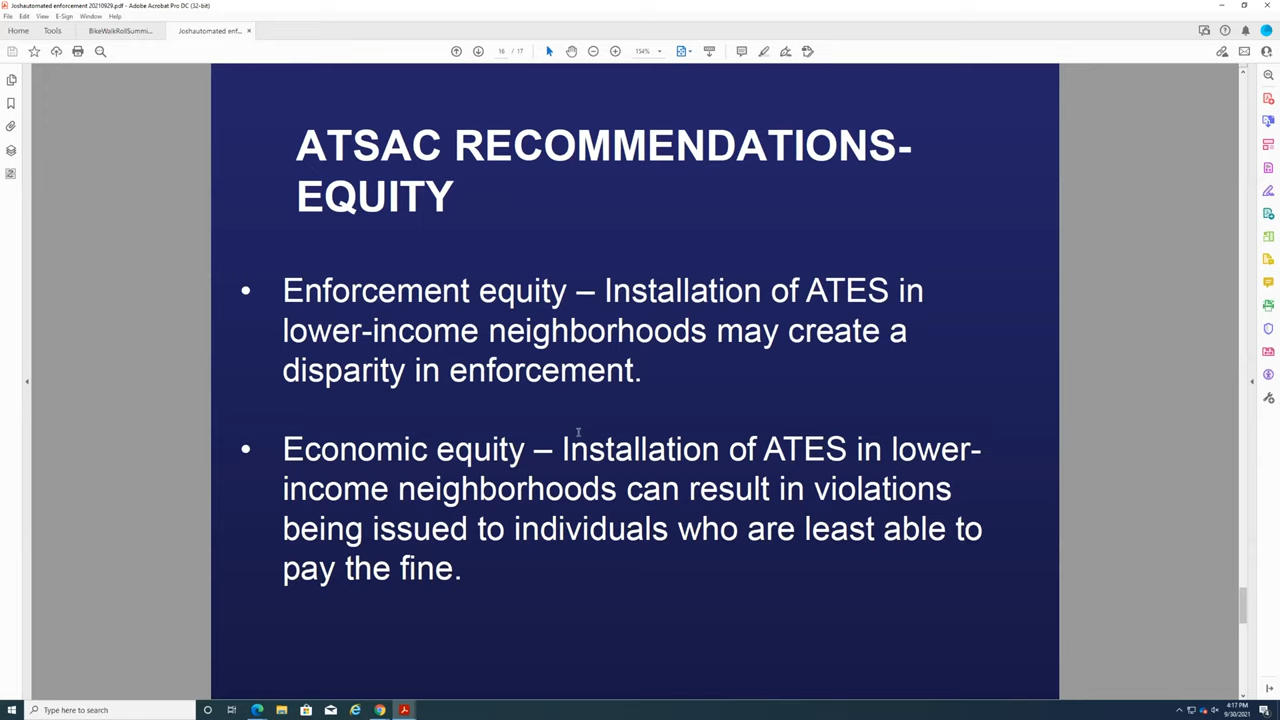 Joshautomated enforcement 20210929.pdf - Adobe Acrobat Pro DC (32-bit)
File Edit View E-Sign Window Help
Home Tools BikeWalkRollSummi... Joshautomated enf... ×
16 / 17 154%
ATSAC RECOMMENDATIONS-
EQUITY
• Enforcement equity – Installation of ATES in
lower-income neighborhoods may create a
disparity in enforcement.
• Economic equity – Installation of ATES in lower-
income neighborhoods can result in violations
being issued to individuals who are least able to
pay the fine.
Type here to search
4:17 PM
9/30/2021